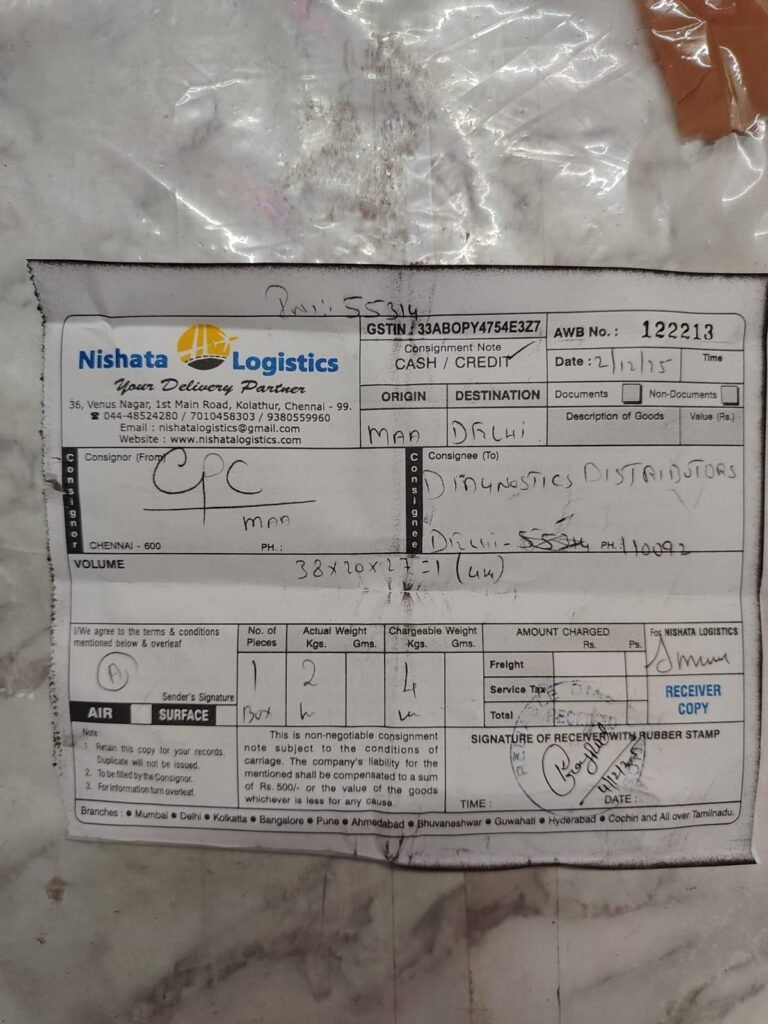 55314
Nishata Logistics
Your Delivery Partner
36, Venus Nagar, 1st Main Road, Kolathur, Chennai - 99.
☎ 044-48524280 / 7010458303 / 9380559960
Email : nishatalogistics@gmail.com
Website : www.nishatalogistics.com
GSTIN : 33ABOPY4754E3Z7
Consignment Note
CASH / CREDIT
AWB No. : 122213
Date : 2/12/25
Time
ORIGIN DESTINATION
MAA DELHI
Documents Non-Documents
Description of Goods Value (Rs.)
Consignor
Consignor (From)
CPC
MAA
CHENNAI - 600 PH. :
Consignee
Consignee (To)
DIAGNOSTICS DISTRIBUTORS
DELHI - PH. 110092
VOLUME
38x20x27=1 (4k)
I/We agree to the terms & conditions
mentioned below & overleaf
A
Sender's Signature
AIR SURFACE
No. of Pieces
1
Box
Actual Weight
Kgs. Gms.
2
Chargeable Weight
Kgs. Gms.
4
AMOUNT CHARGED
Rs. Ps.
Freight
Service Tax
Total
For NISHATA LOGISTICS
RECEIVER
COPY
Note
1. Retain this copy for your records.
Duplicate will not be issued.
2. To be filled by the Consignor.
3. For information turn overleaf.
This is non-negotiable consignment
note subject to the conditions of
carriage. The company's liability for
the mentioned shall be compensated to a sum
of Rs. 500/- or the value of the goods
whichever is less for any cause.
SIGNATURE OF RECEIVER WITH RUBBER STAMP
RECEIVED
TIME : DATE :
Branches : ● Mumbai ● Delhi ● Kolkatta ● Bangalore ● Pune ● Ahmedabad ● Bhuvaneshwar ● Guwahati ● Hyderabad ● Cochin and All over Tamilnadu.